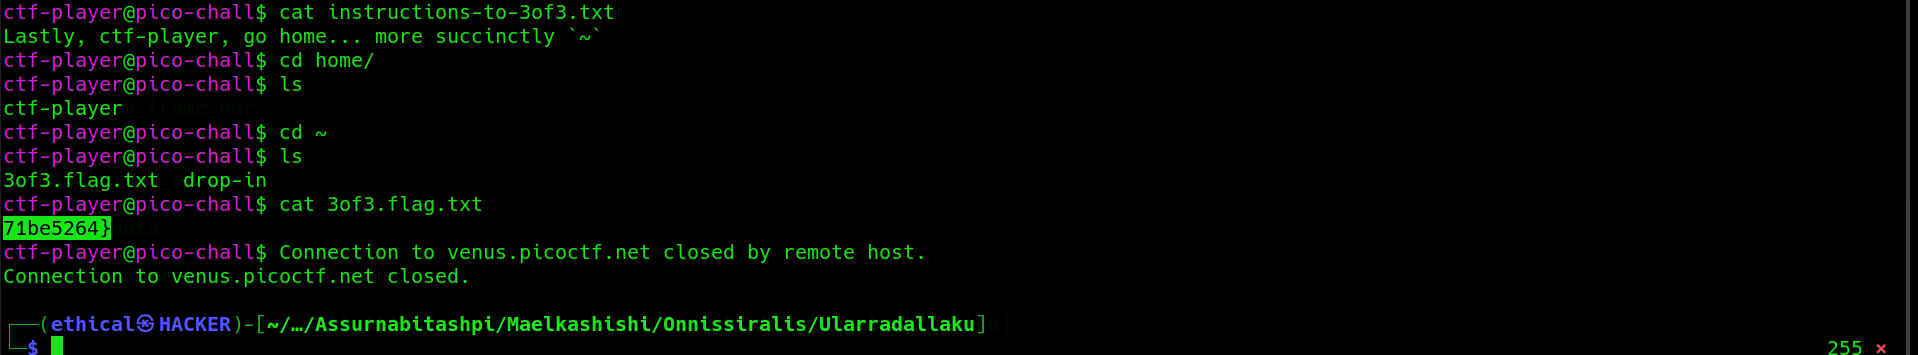 ctf-player@pico-chall$ cat instructions-to-3of3.txt
Lastly, ctf-player, go home... more succinctly `~`
ctf-player@pico-chall$ cd home/
ctf-player@pico-chall$ ls
ctf-player
ctf-player@pico-chall$ cd ~
ctf-player@pico-chall$ ls
3of3.flag.txt  drop-in
ctf-player@pico-chall$ cat 3of3.flag.txt
71be5264}
ctf-player@pico-chall$ Connection to venus.picoctf.net closed by remote host.
Connection to venus.picoctf.net closed.
┌──(ethical㉿HACKER)-[~/…/Assurnabitashpi/Maelkashishi/Onnissiralis/Ularradallaku]
└─$ 255 ⨯